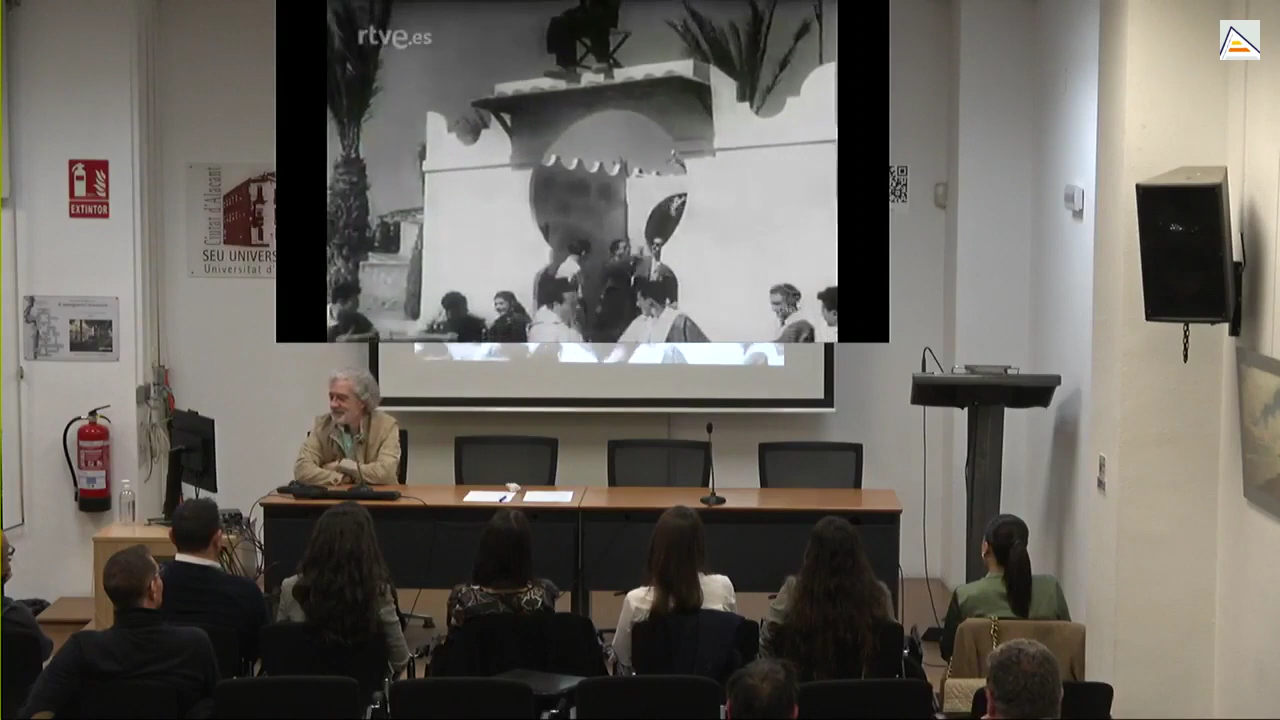 rtve.es
EXTINTOR
Ciutat d'Alacant
SEU UNIVERS
Universitat d'